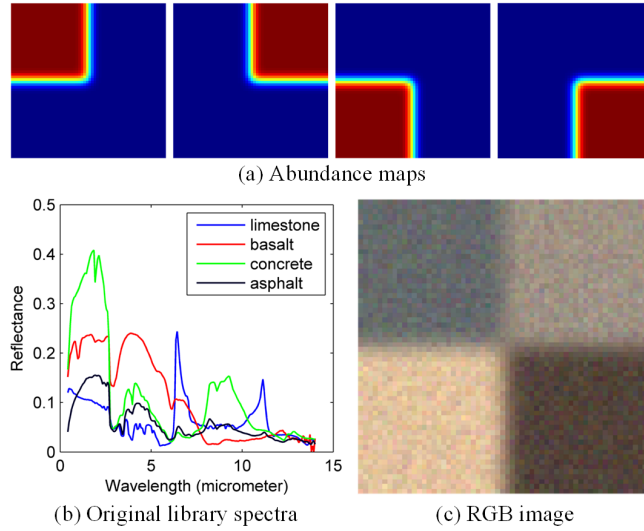 (a) Abundance maps
0.5
0.4
0.3
0.2
0.1
0
Reflectance
limestone
basalt
concrete
asphalt
0 5 10 15
Wavelength (micrometer)
(b) Original library spectra
(c) RGB image